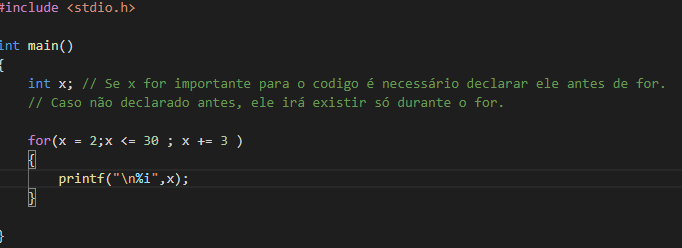 #include <stdio.h>
int main()
{
int x; // Se x for importante para o codigo é necessário declarar ele antes de for.
// Caso não declarado antes, ele irá existir só durante o for.
for(x = 2;x <= 30 ; x += 3 )
{
printf("\n%i",x);
}
}